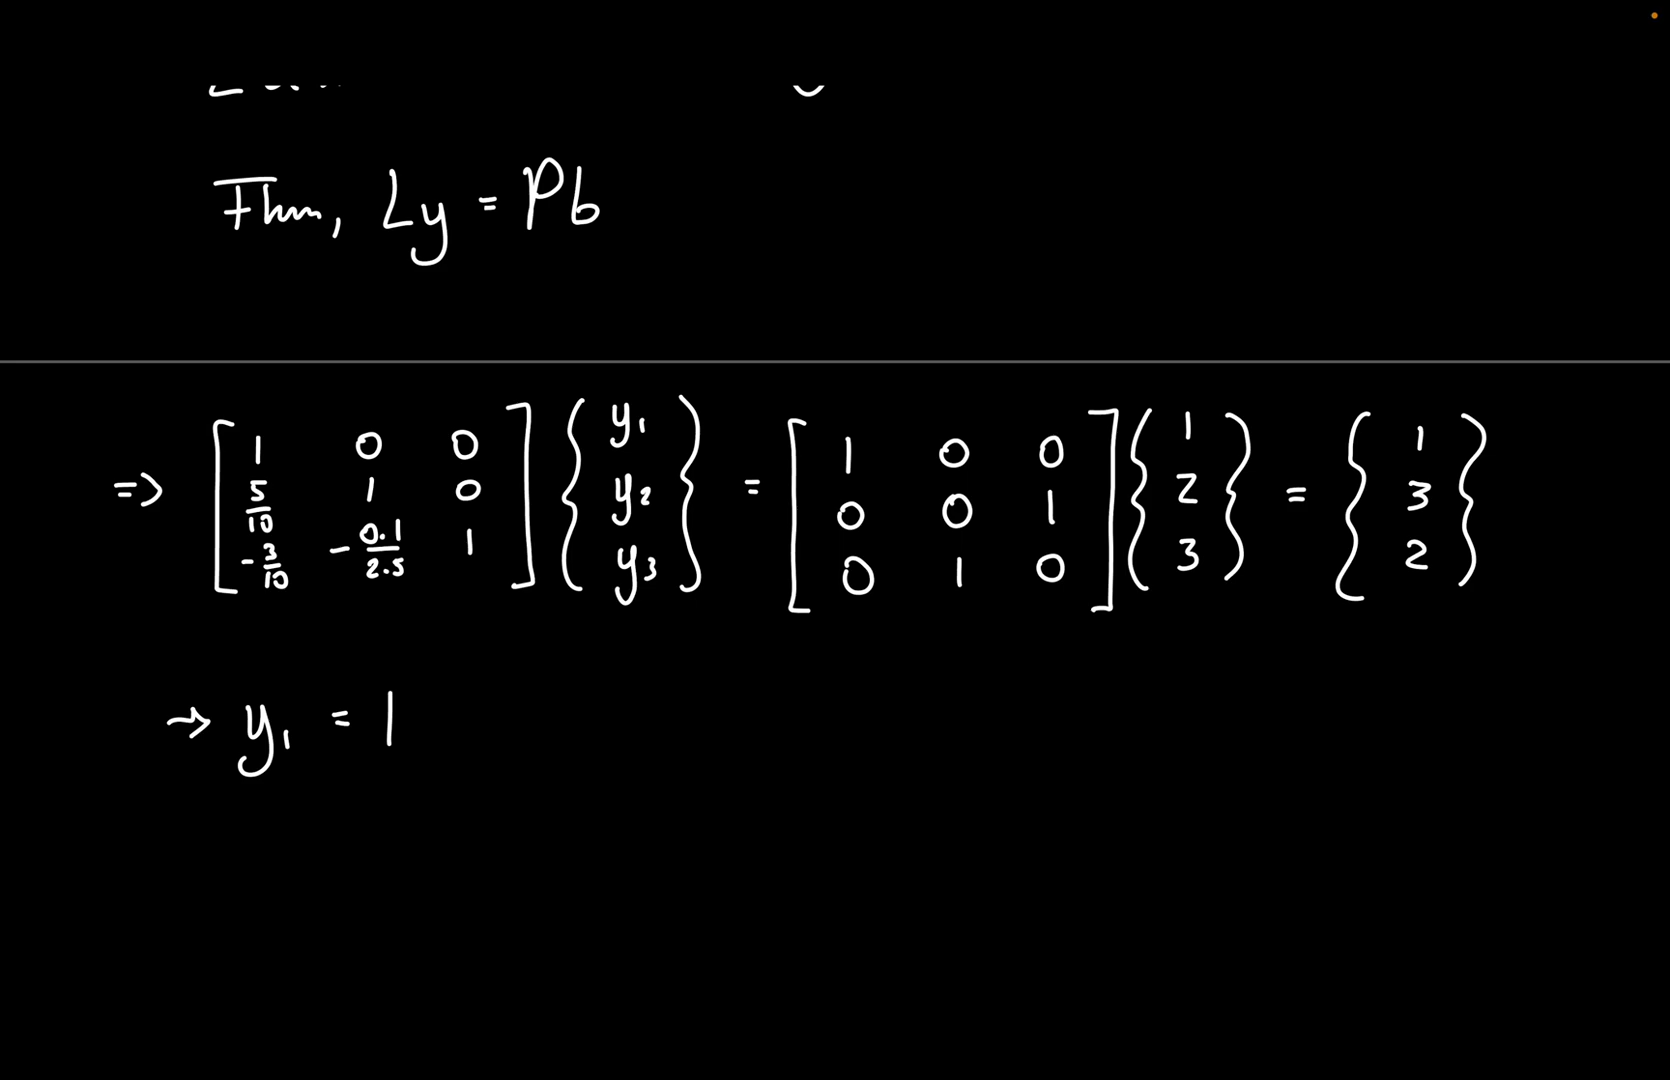 Then, Ly = Pb
=> [1 0 0; 5/10 1 0; -3/10 -0.1/2.5 1] {y₁; y₂; y₃} = [1 0 0; 0 0 1; 0 1 0] {1; 2; 3} = {1; 3; 2}
→ y₁ = 1